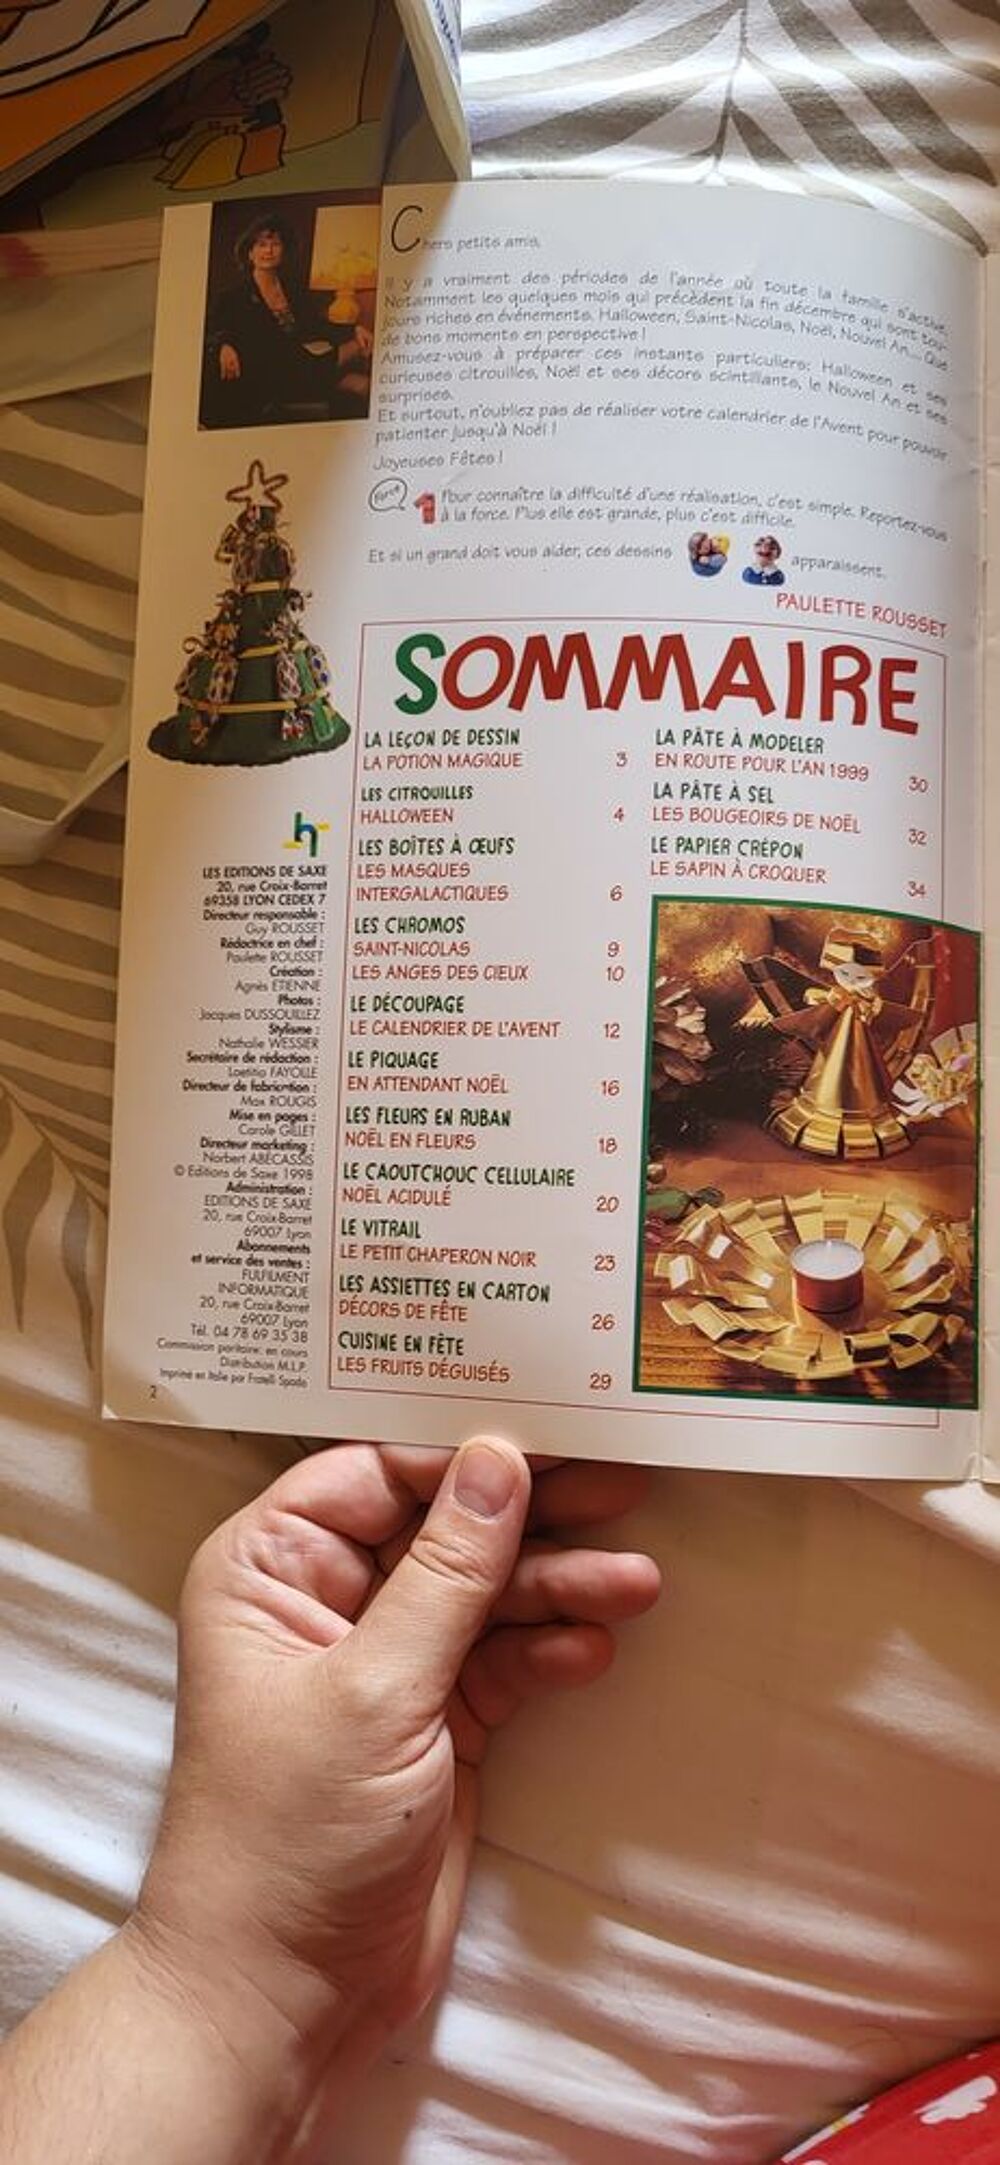 Chers petits amis,
Il y a vraiment des périodes de l'année où toute la famille s'active.
Notamment les quelques mois qui précèdent la fin décembre qui sont tou-
jours riches en événements. Halloween, Saint-Nicolas, Noël, Nouvel An... Que
de bons moments en perspective !
Amusez-vous à préparer ces instants particuliers: Halloween et ses
curieuses citrouilles, Noël et ses décors scintillants, le Nouvel An et ses
surprises.
Et surtout, n'oubliez pas de réaliser votre calendrier de l'Avent pour pouvoir
patienter jusqu'à Noël !
Joyeuses Fêtes !
Force 1 Pour connaître la difficulté d'une réalisation, c'est simple. Reportez-vous
à la force. Plus elle est grande, plus c'est difficile.
Et si un grand doit vous aider, ces dessins apparaissent.
PAULETTE ROUSSET
SOMMAIRE
LA LEÇON DE DESSIN
LA POTION MAGIQUE 3
LES CITROUILLES
HALLOWEEN 4
LES BOÎTES À ŒUFS
LES MASQUES
INTERGALACTIQUES 6
LES CHROMOS
SAINT-NICOLAS 9
LES ANGES DES CIEUX 10
LE DÉCOUPAGE
LE CALENDRIER DE L'AVENT 12
LE PIQUAGE
EN ATTENDANT NOËL 16
LES FLEURS EN RUBAN
NOËL EN FLEURS 18
LE CAOUTCHOUC CELLULAIRE
NOËL ACIDULÉ 20
LE VITRAIL
LE PETIT CHAPERON NOIR 23
LES ASSIETTES EN CARTON
DÉCORS DE FÊTE 26
CUISINE EN FÊTE
LES FRUITS DÉGUISÉS 29
LA PÂTE À MODELER
EN ROUTE POUR L'AN 1999 30
LA PÂTE À SEL
LES BOUGEOIRS DE NOËL 32
LE PAPIER CRÉPON
LE SAPIN À CROQUER 34
LES EDITIONS DE SAXE
20, rue Croix-Barret
69358 LYON CEDEX 7
Directeur responsable :
Guy ROUSSET
Rédactrice en chef :
Paulette ROUSSET
Création :
Agnès ETIENNE
Photos :
Jacques DUSSOUILLEZ
Stylisme :
Nathalie WESSIER
Secrétaire de rédaction :
Laetitia FAYOLLE
Directeur de fabrication :
Max ROUGIS
Mise en pages :
Carole GILLET
Directeur marketing :
Norbert ABECASSIS
© Editions de Saxe 1998
Administration :
EDITIONS DE SAXE
20, rue Croix-Barret
69007 Lyon
Abonnements
et service des ventes :
FULFILMENT
INFORMATIQUE
20, rue Croix-Barret
69007 Lyon
Tél. 04 78 69 35 38
Commission paritaire: en cours
Distribution M.L.P.
Imprimé en Italie par Fratelli Spada
2